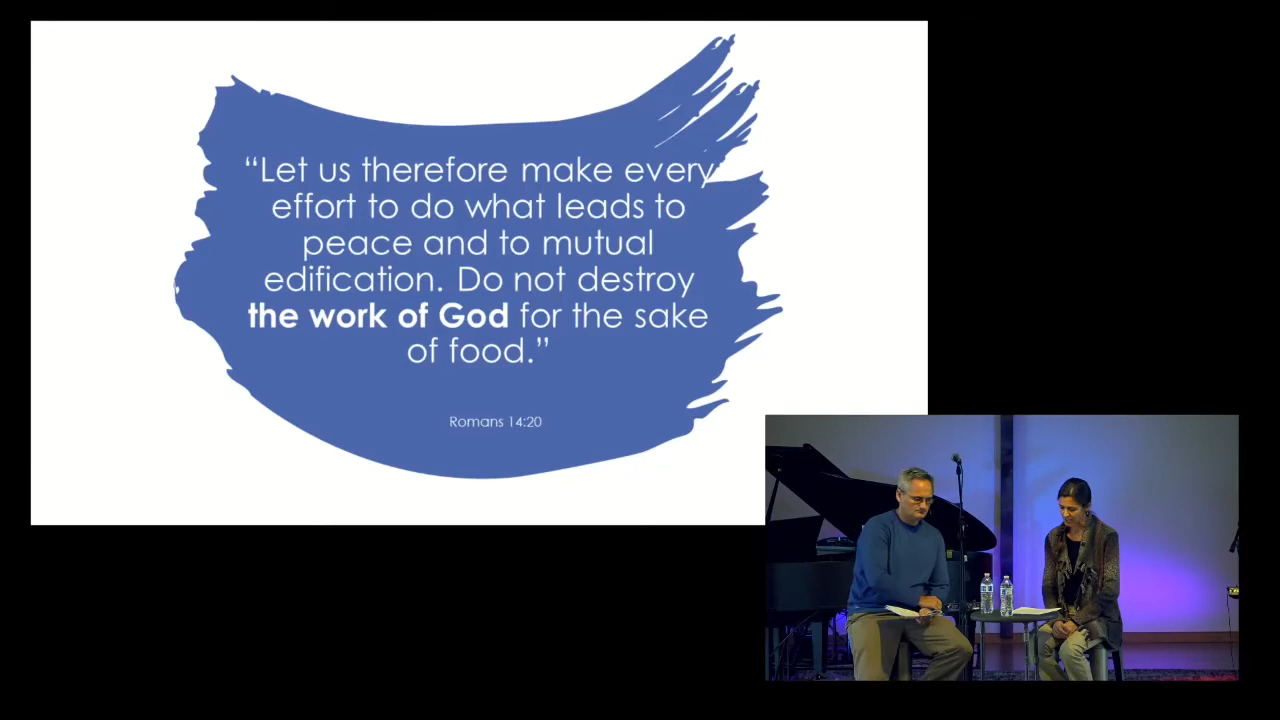 “Let us therefore make every
effort to do what leads to
peace and to mutual
edification. Do not destroy
the work of God for the sake
of food.”
Romans 14:20